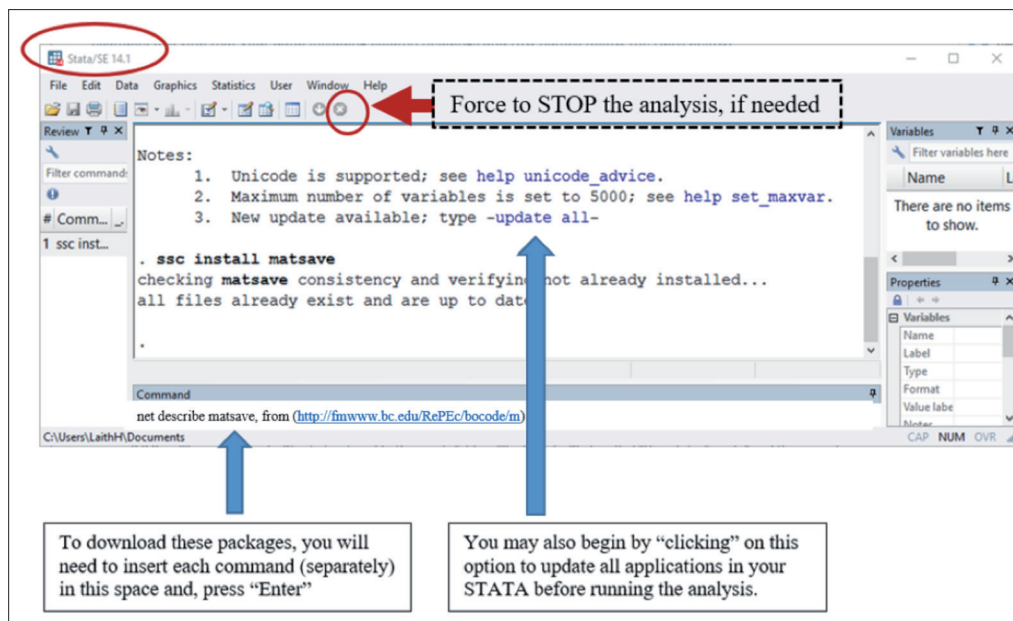 Stata/SE 14.1
File Edit Data Graphics Statistics User Window Help
Force to STOP the analysis, if needed
Review
Filter command:
# Comm...
1 ssc inst...
Notes:
1. Unicode is supported; see help unicode_advice.
2. Maximum number of variables is set to 5000; see help set_maxvar.
3. New update available; type -update all-
. ssc install matsave
checking matsave consistency and verifying not already installed...
all files already exist and are up to date
.
Variables
Filter variables here
Name L
There are no items
to show.
Properties
Variables
Name
Label
Type
Format
Value labe
Notes
Command
net describe matsave, from (http://fmwww.bc.edu/RePEc/bocode/m)
C:\Users\LaithH\Documents
CAP NUM OVR
To download these packages, you will
need to insert each command (separately)
in this space and, press “Enter”
You may also begin by “clicking” on this
option to update all applications in your
STATA before running the analysis.